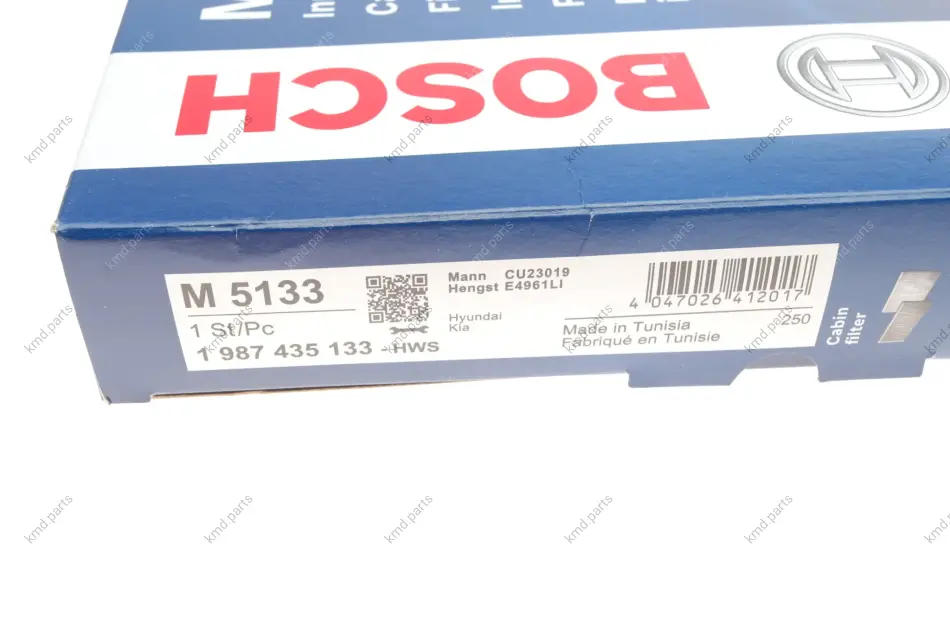 BOSCH
M 5133
1 St/Pc
1 987 435 133 - HWS
Mann CU23019
Hengst E4961LI
Hyundai
Kia
4 047026 412017
250
Made in Tunisia
Fabriqué en Tunisie
Cabin
filter
kmd.parts